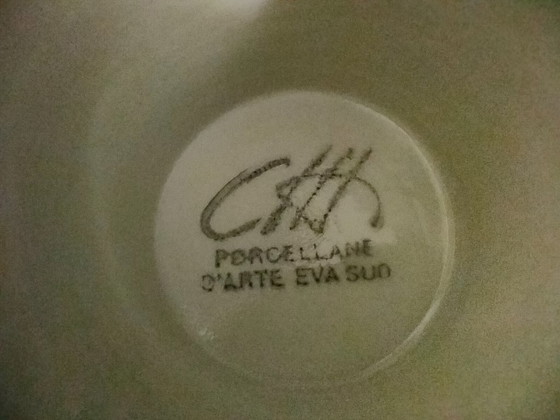 PORCELLANE
D'ARTE EVA SUD